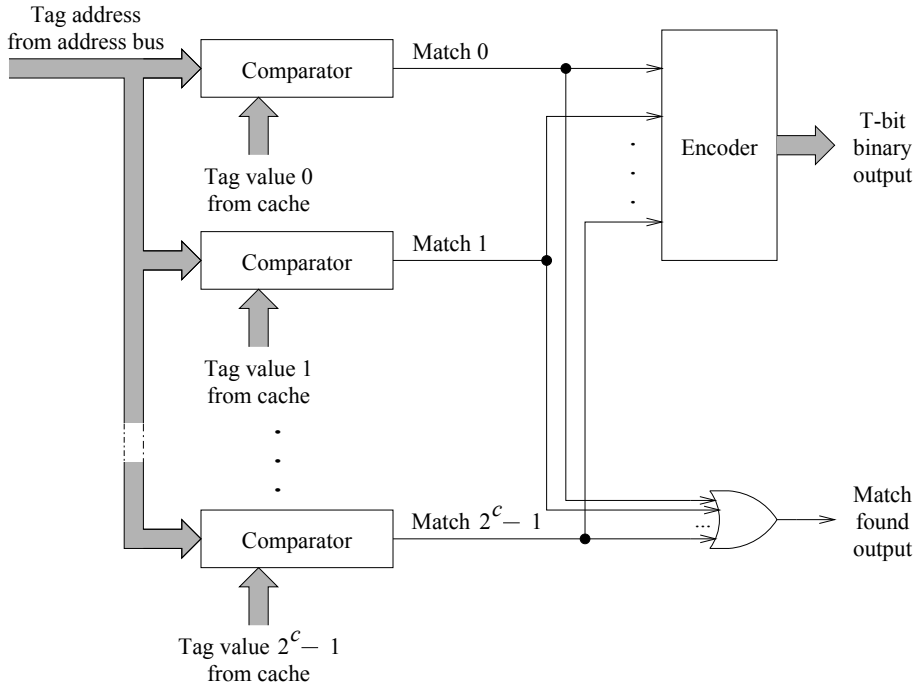 Tag address
from address bus
Comparator
Match 0
Tag value 0
from cache
Encoder
T-bit
binary
output
Comparator
Match 1
Tag value 1
from cache
Comparator
Match 2^c − 1
...
Match
found
output
Tag value 2^c − 1
from cache